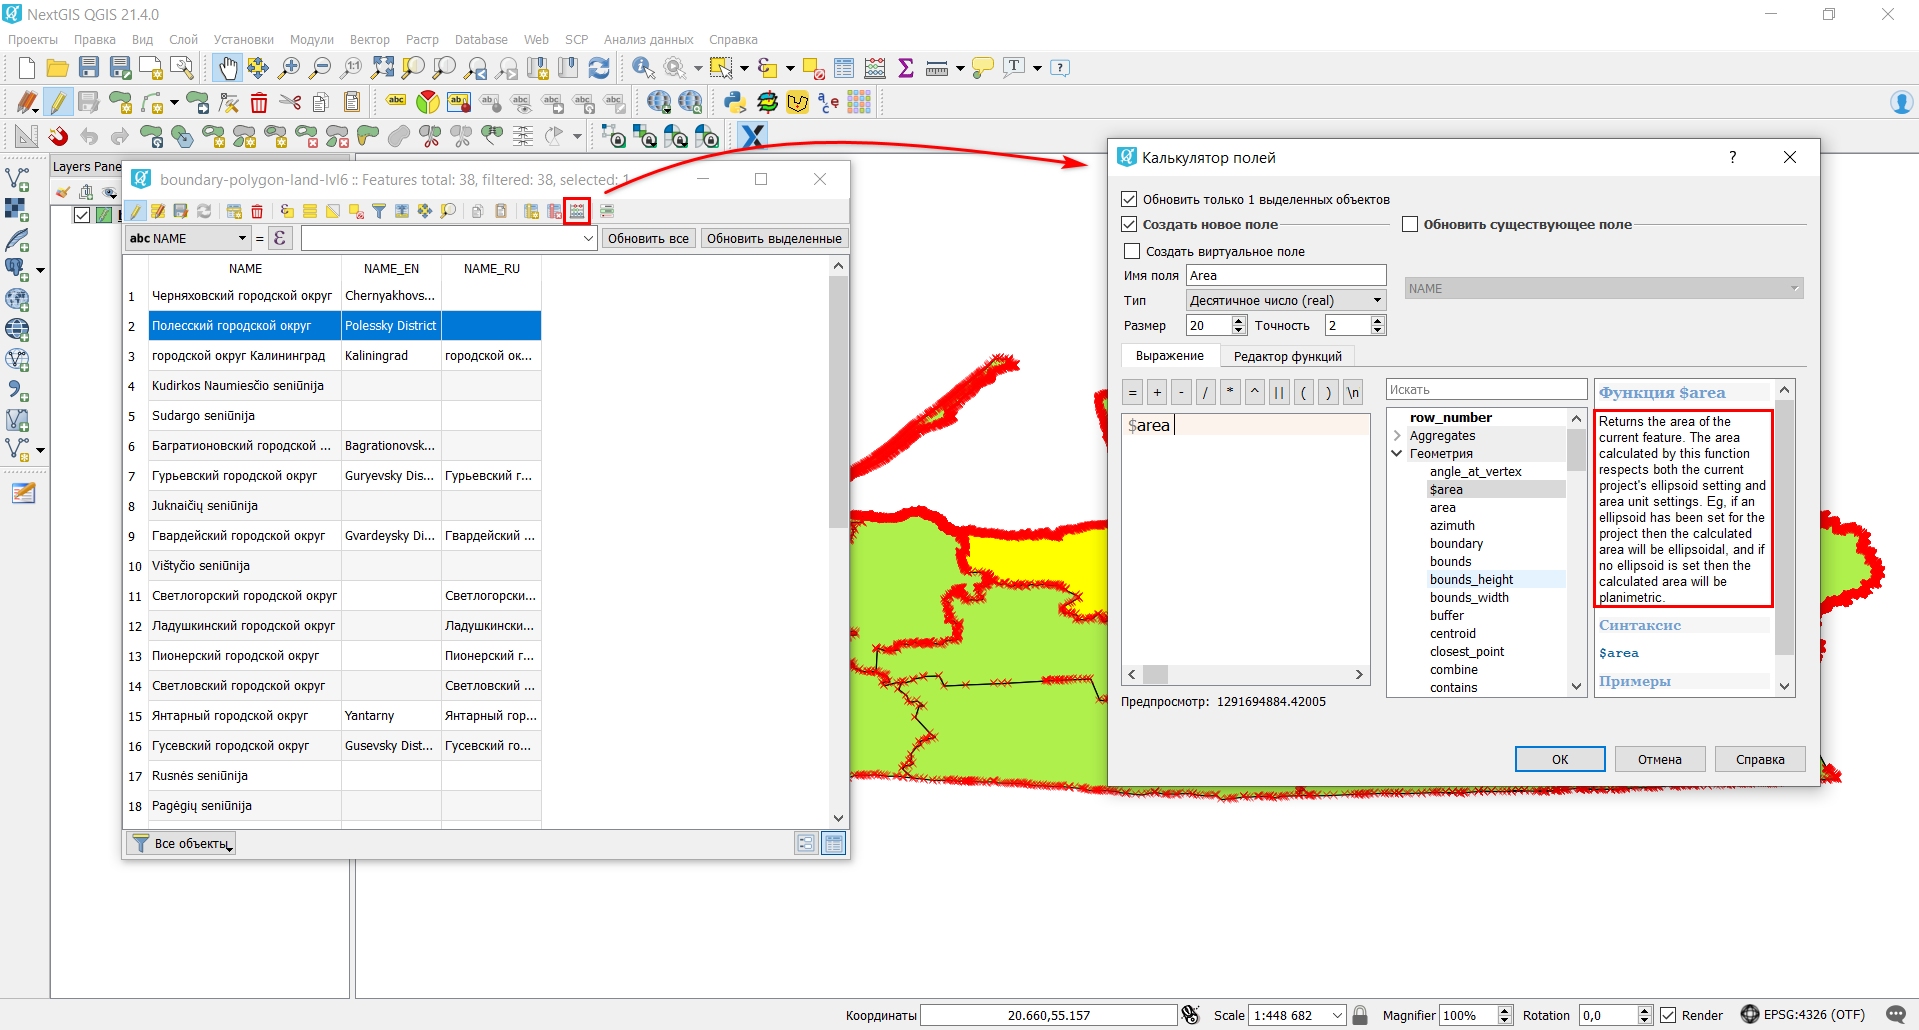 NextGIS QGIS 21.4.0
Проекты Правка Вид Слой Установки Модули Вектор Растр Database Web SCP Анализ данных Справка
Layers Pane
boundary-polygon-land-lvl6 :: Features total: 38, filtered: 38, selected: 1
abc NAME = ε Обновить все Обновить выделенные
NAME NAME_EN NAME_RU
1 Черняховский городской округ Chernyakhovs...
2 Полесский городской округ Polessky District
3 городской округ Калининград Kaliningrad городской ок...
4 Kudirkos Naumiesčio seniūnija
5 Sudargo seniūnija
6 Багратионовский городской ... Bagrationovsk...
7 Гурьевский городской округ Guryevsky Dis... Гурьевский г...
8 Juknaičių seniūnija
9 Гвардейский городской округ Gvardeysky Di... Гвардейский ...
10 Vištyčio seniūnija
11 Светлогорский городской округ Светлогорски...
12 Ладушкинский городской округ Ладушкински...
13 Пионерский городской округ Пионерский г...
14 Светловский городской округ Светловский ...
15 Янтарный городской округ Yantarny Янтарный гор...
16 Гусевский городской округ Gusevsky Dist... Гусевский го...
17 Rusnės seniūnija
18 Pagėgių seniūnija
Все объекты
Калькулятор полей
Обновить только 1 выделенных объектов
Создать новое поле Обновить существующее поле
Создать виртуальное поле
Имя поля Area
NAME
Тип Десятичное число (real)
Размер 20 Точность 2
Выражение Редактор функций
= + - / * ^ || ( ) \n
$area
Предпросмотр: 1291694884.42005
Искать
row_number
Aggregates
Геометрия
angle_at_vertex
$area
area
azimuth
boundary
bounds
bounds_height
bounds_width
buffer
centroid
closest_point
combine
contains
Функция $area
Returns the area of the
current feature. The area
calculated by this function
respects both the current
project's ellipsoid setting and
area unit settings. Eg, if an
ellipsoid has been set for the
project then the calculated
area will be ellipsoidal, and if
no ellipsoid is set then the
calculated area will be
planimetric.
Синтаксис
$area
Примеры
ОК Отмена Справка
Координаты 20.660,55.157 Scale 1:448 682 Magnifier 100% Rotation 0,0 Render EPSG:4326 (OTF)